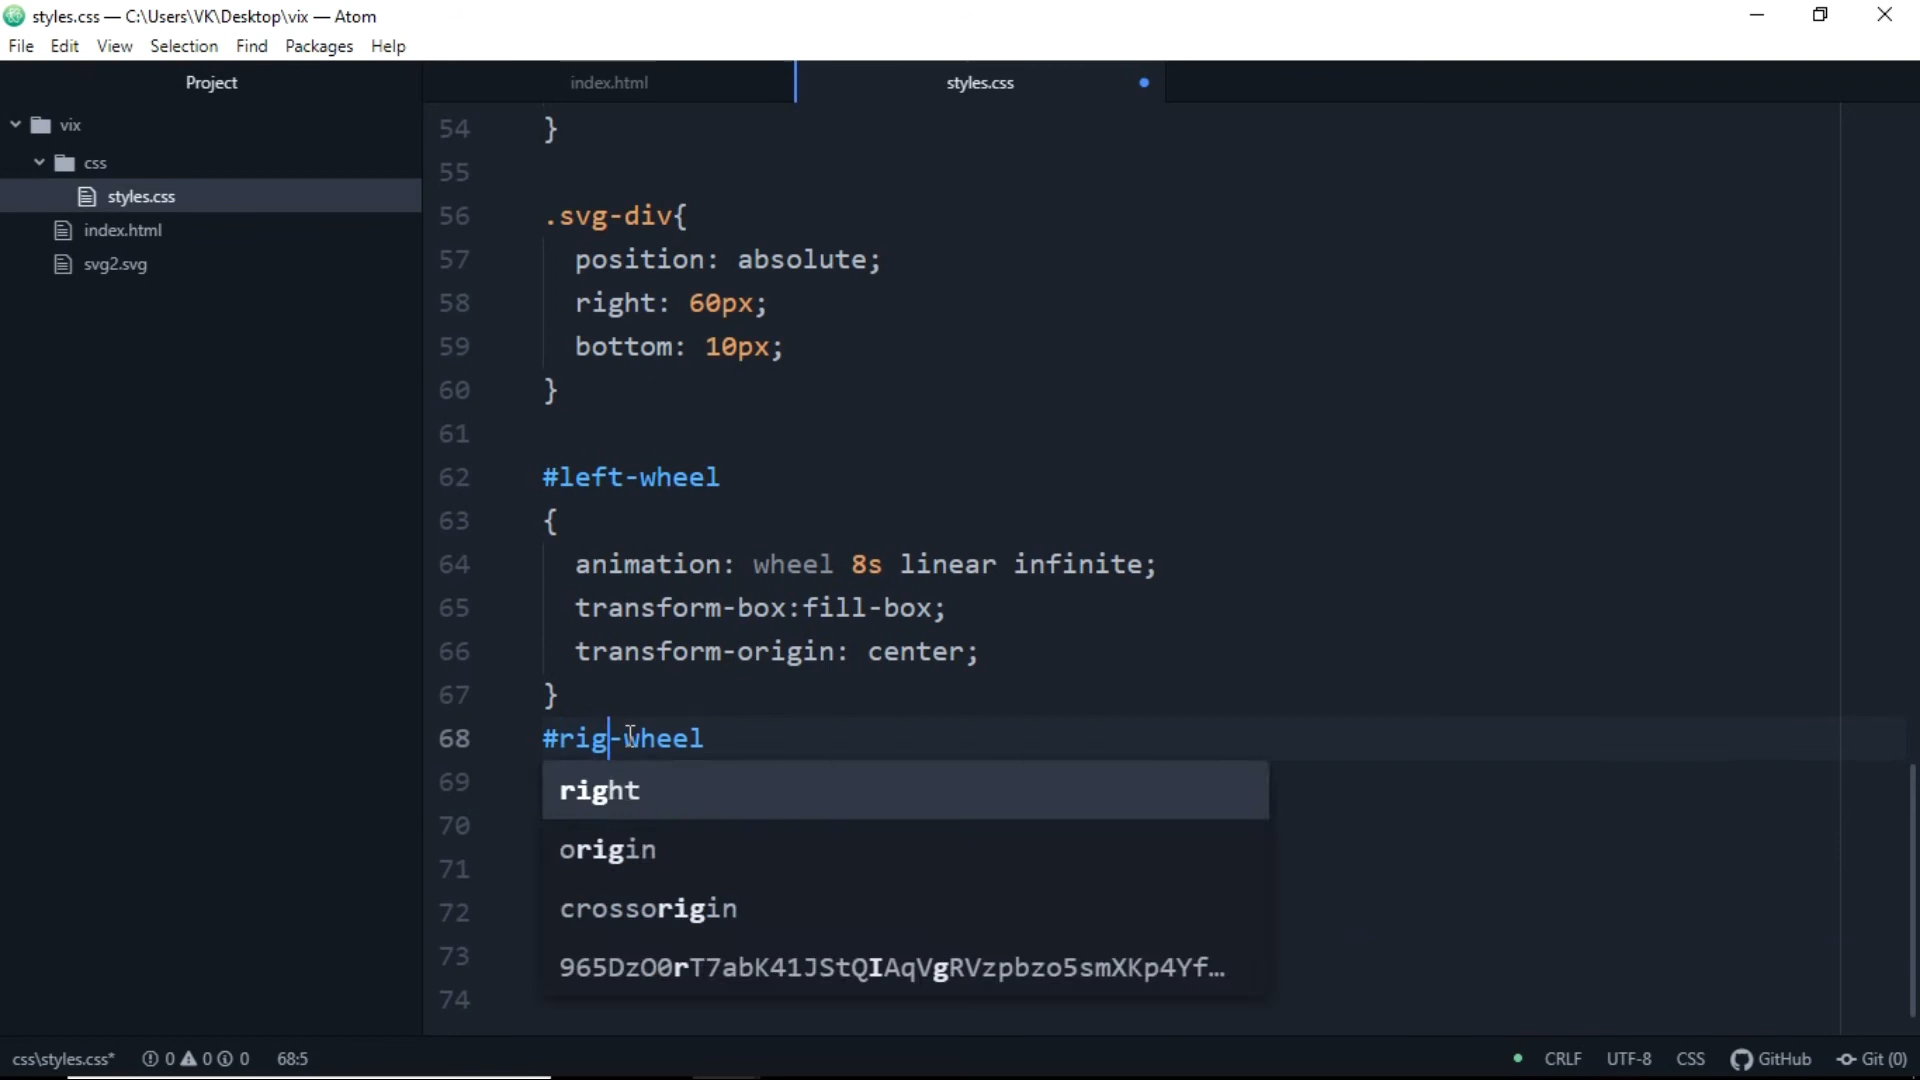 styles.css — C:\Users\VK\Desktop\vix — Atom
File Edit View Selection Find Packages Help
Project
index.html
styles.css
vix
css
styles.css
index.html
svg2.svg
54 }
55
56 .svg-div{
57 position: absolute;
58 right: 60px;
59 bottom: 10px;
60 }
61
62 #left-wheel
63 {
64 animation: wheel 8s linear infinite;
65 transform-box:fill-box;
66 transform-origin: center;
67 }
68 #rig-wheel
69
70
71
72
73
74
right
origin
crossorigin
965DzO0rT7abK41JStQIAqVgRVzpbzo5smXKp4Yf…
css\styles.css* 0 0 0 68:5 CRLF UTF-8 CSS GitHub Git (0)